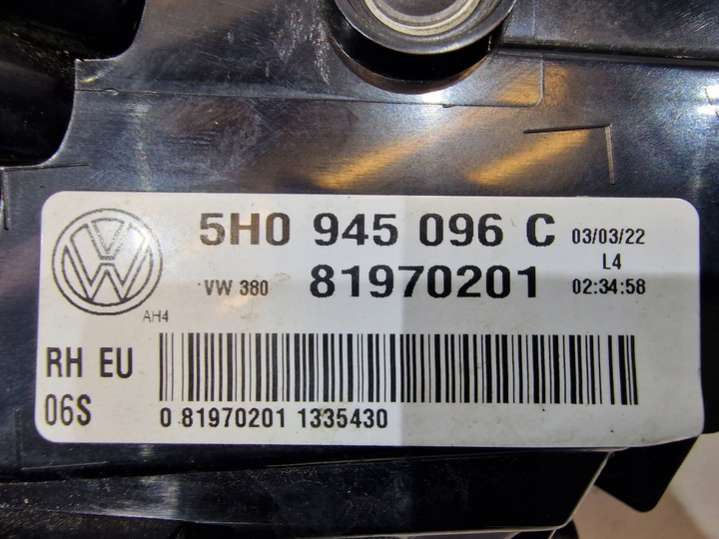 5H0 945 096 C 03/03/22
L4
VW 380 81970201 02:34:58
AH4
RH EU
06S 0 81970201 1335430